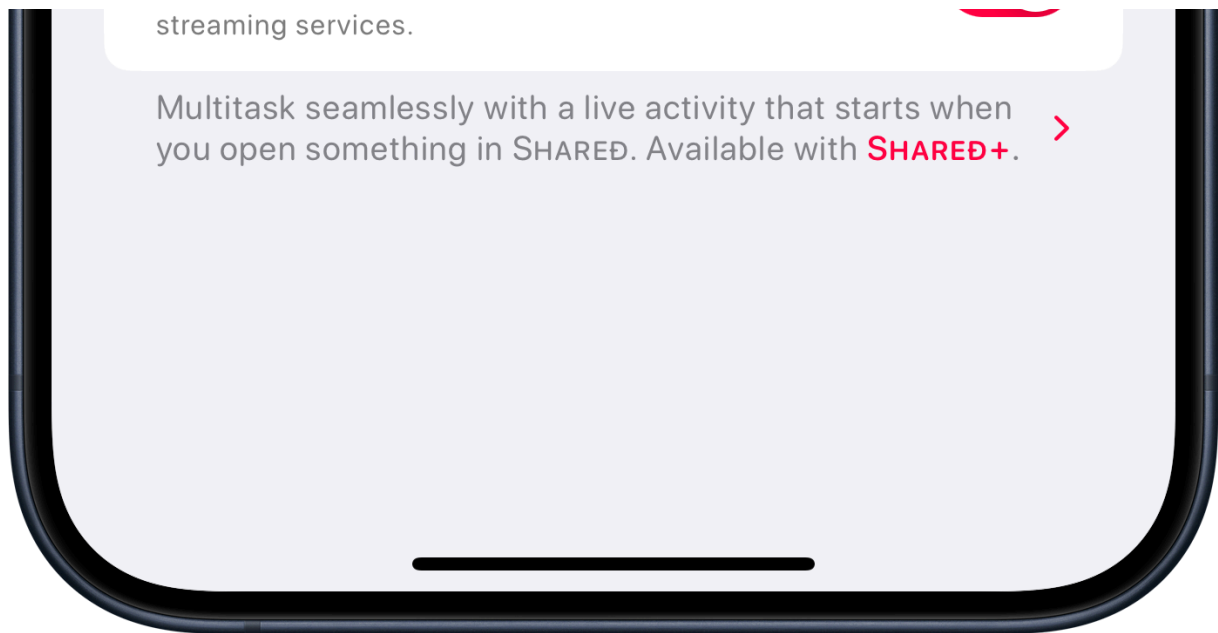 streaming services.
Multitask seamlessly with a live activity that starts when
you open something in SHAREĐ. Available with SHAREĐ+.